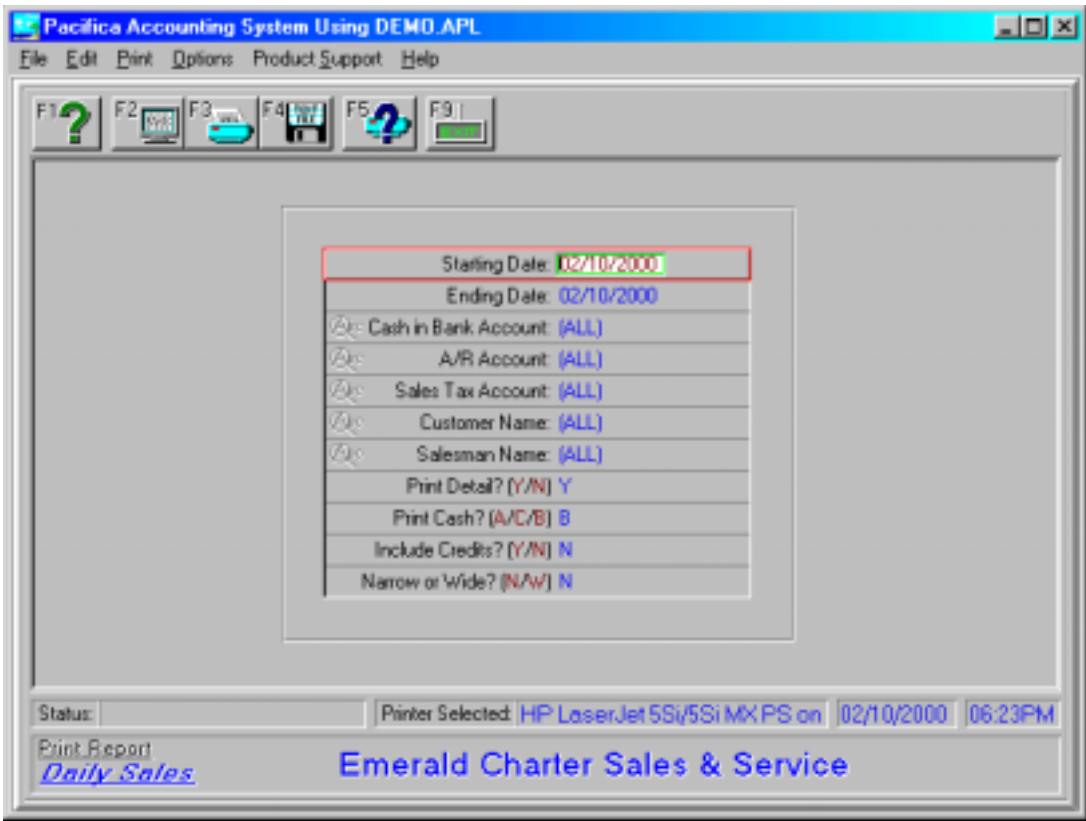 Pacifica Accounting System Using DEMO.APL
File Edit Print Options Product Support Help
F1 F2 F3 F4 F5 F9
EXIT
Starting Date: 02/10/2000
Ending Date: 02/10/2000
Cash in Bank Account: (ALL)
A/R Account: (ALL)
Sales Tax Account: (ALL)
Customer Name: (ALL)
Salesman Name: (ALL)
Print Detail? (Y/N) Y
Print Cash? (A/C/B) B
Include Credits? (Y/N) N
Narrow or Wide? (N/W) N
Status: Printer Selected: HP LaserJet 5Si/5Si MX PS on 02/10/2000 06:23PM
Print Report
Daily Sales
Emerald Charter Sales & Service